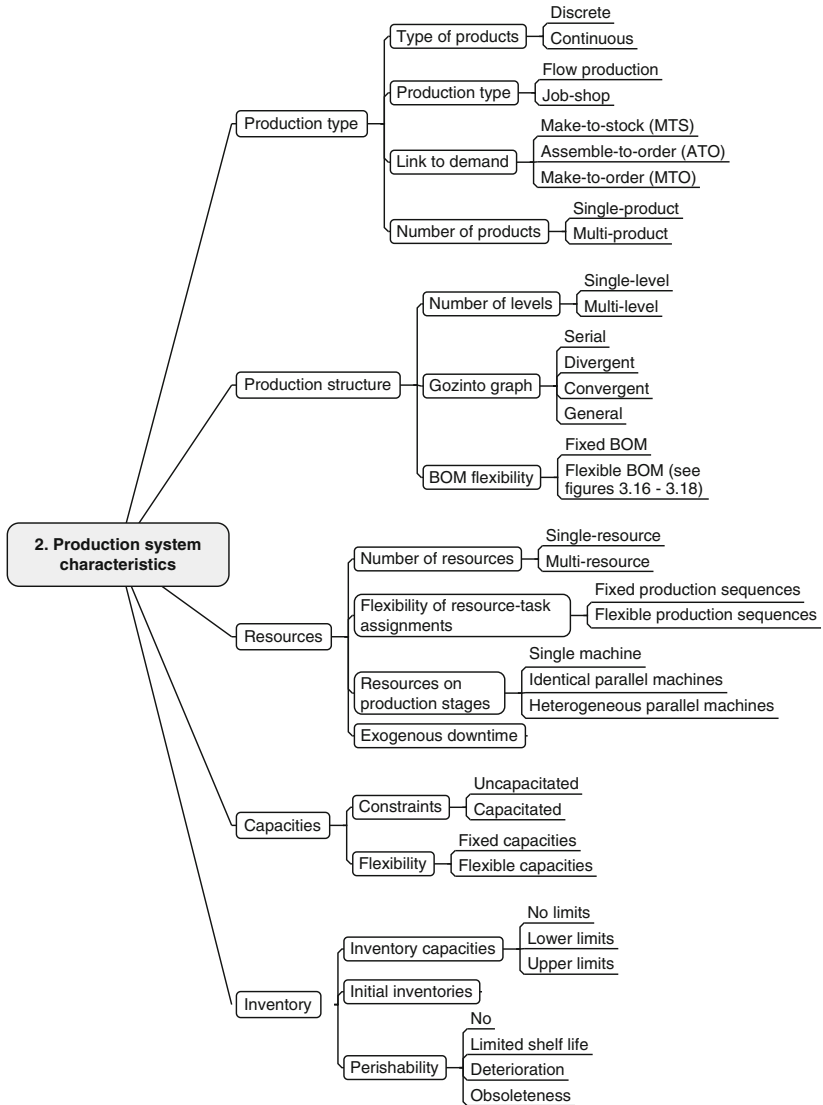 Discrete
Type of products
Continuous
Flow production
Production type
Job-shop
Production type
Make-to-stock (MTS)
Link to demand
Assemble-to-order (ATO)
Make-to-order (MTO)
Single-product
Number of products
Multi-product
Single-level
Number of levels
Multi-level
Serial
Divergent
Production structure
Gozinto graph
Convergent
General
Fixed BOM
BOM flexibility
Flexible BOM (see
figures 3.16 - 3.18)
2. Production system
characteristics
Single-resource
Number of resources
Multi-resource
Fixed production sequences
Flexibility of resource-task
assignments
Flexible production sequences
Resources
Single machine
Resources on
production stages
Identical parallel machines
Heterogeneous parallel machines
Exogenous downtime
Uncapacitated
Constraints
Capacitated
Capacities
Fixed capacities
Flexibility
Flexible capacities
No limits
Inventory capacities
Lower limits
Upper limits
Initial inventories
Inventory
No
Limited shelf life
Perishability
Deterioration
Obsoleteness